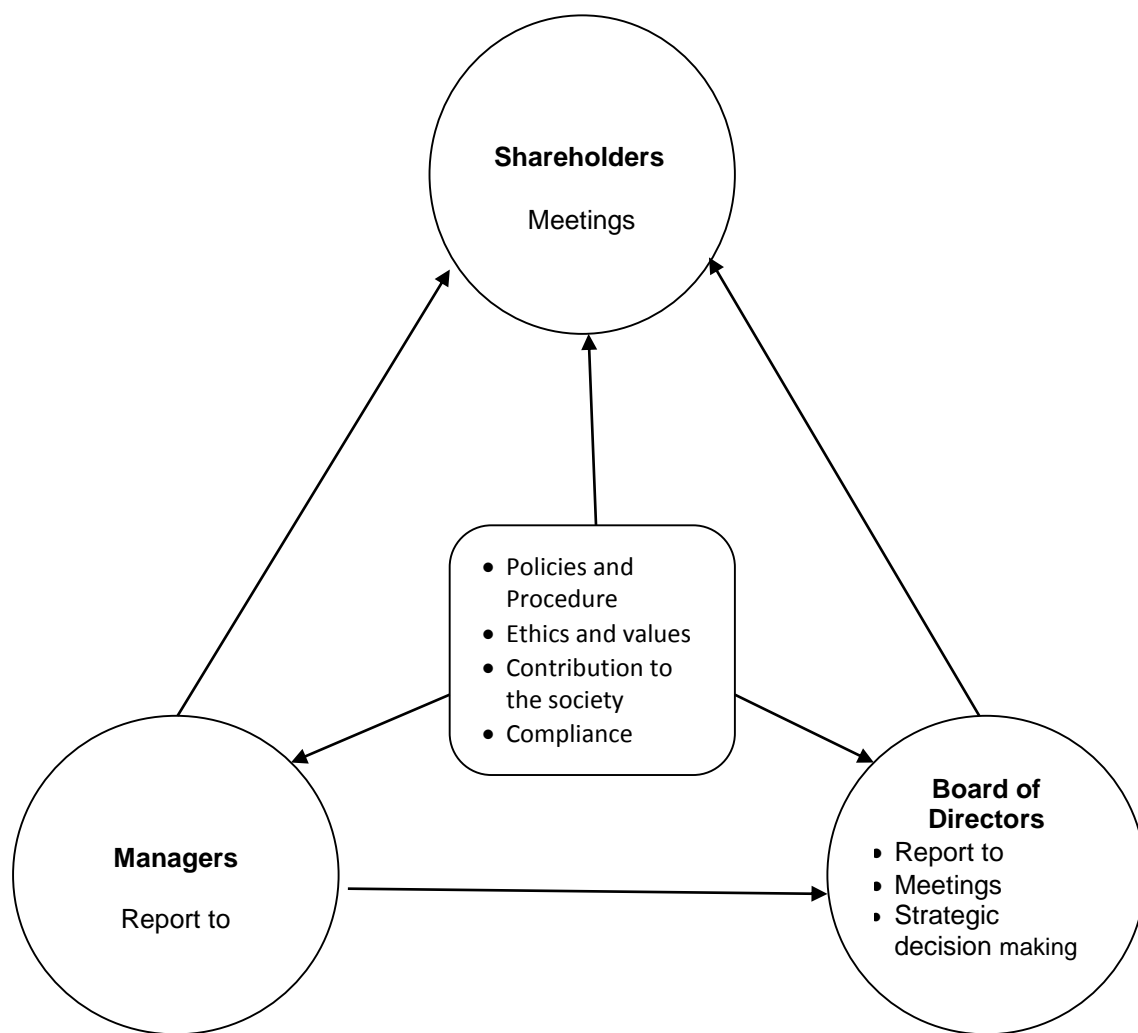 Shareholders
Meetings
• Policies and
Procedure
• Ethics and values
• Contribution to
the society
• Compliance
Managers
Report to
Board of
Directors
• Report to
• Meetings
• Strategic
decision making